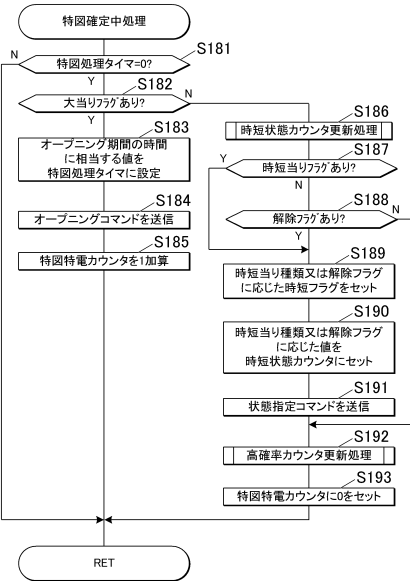 特図確定中処理
S181
N
特図処理タイマ=0?
Y
S182
大当りフラグあり?
N
Y
S183
オープニング期間の時間
に相当する値を
特図処理タイマに設定
S184
オープニングコマンドを送信
S185
特図特電カウンタを1加算
S186
時短状態カウンタ更新処理
S187
Y
時短当りフラグあり?
N
S188
解除フラグあり?
N
Y
S189
時短当り種類又は解除フラグ
に応じた時短フラグをセット
S190
時短当り種類又は解除フラグ
に応じた値を
時短状態カウンタにセット
S191
状態指定コマンドを送信
S192
高確率カウンタ更新処理
S193
特図特電カウンタに0をセット
RET